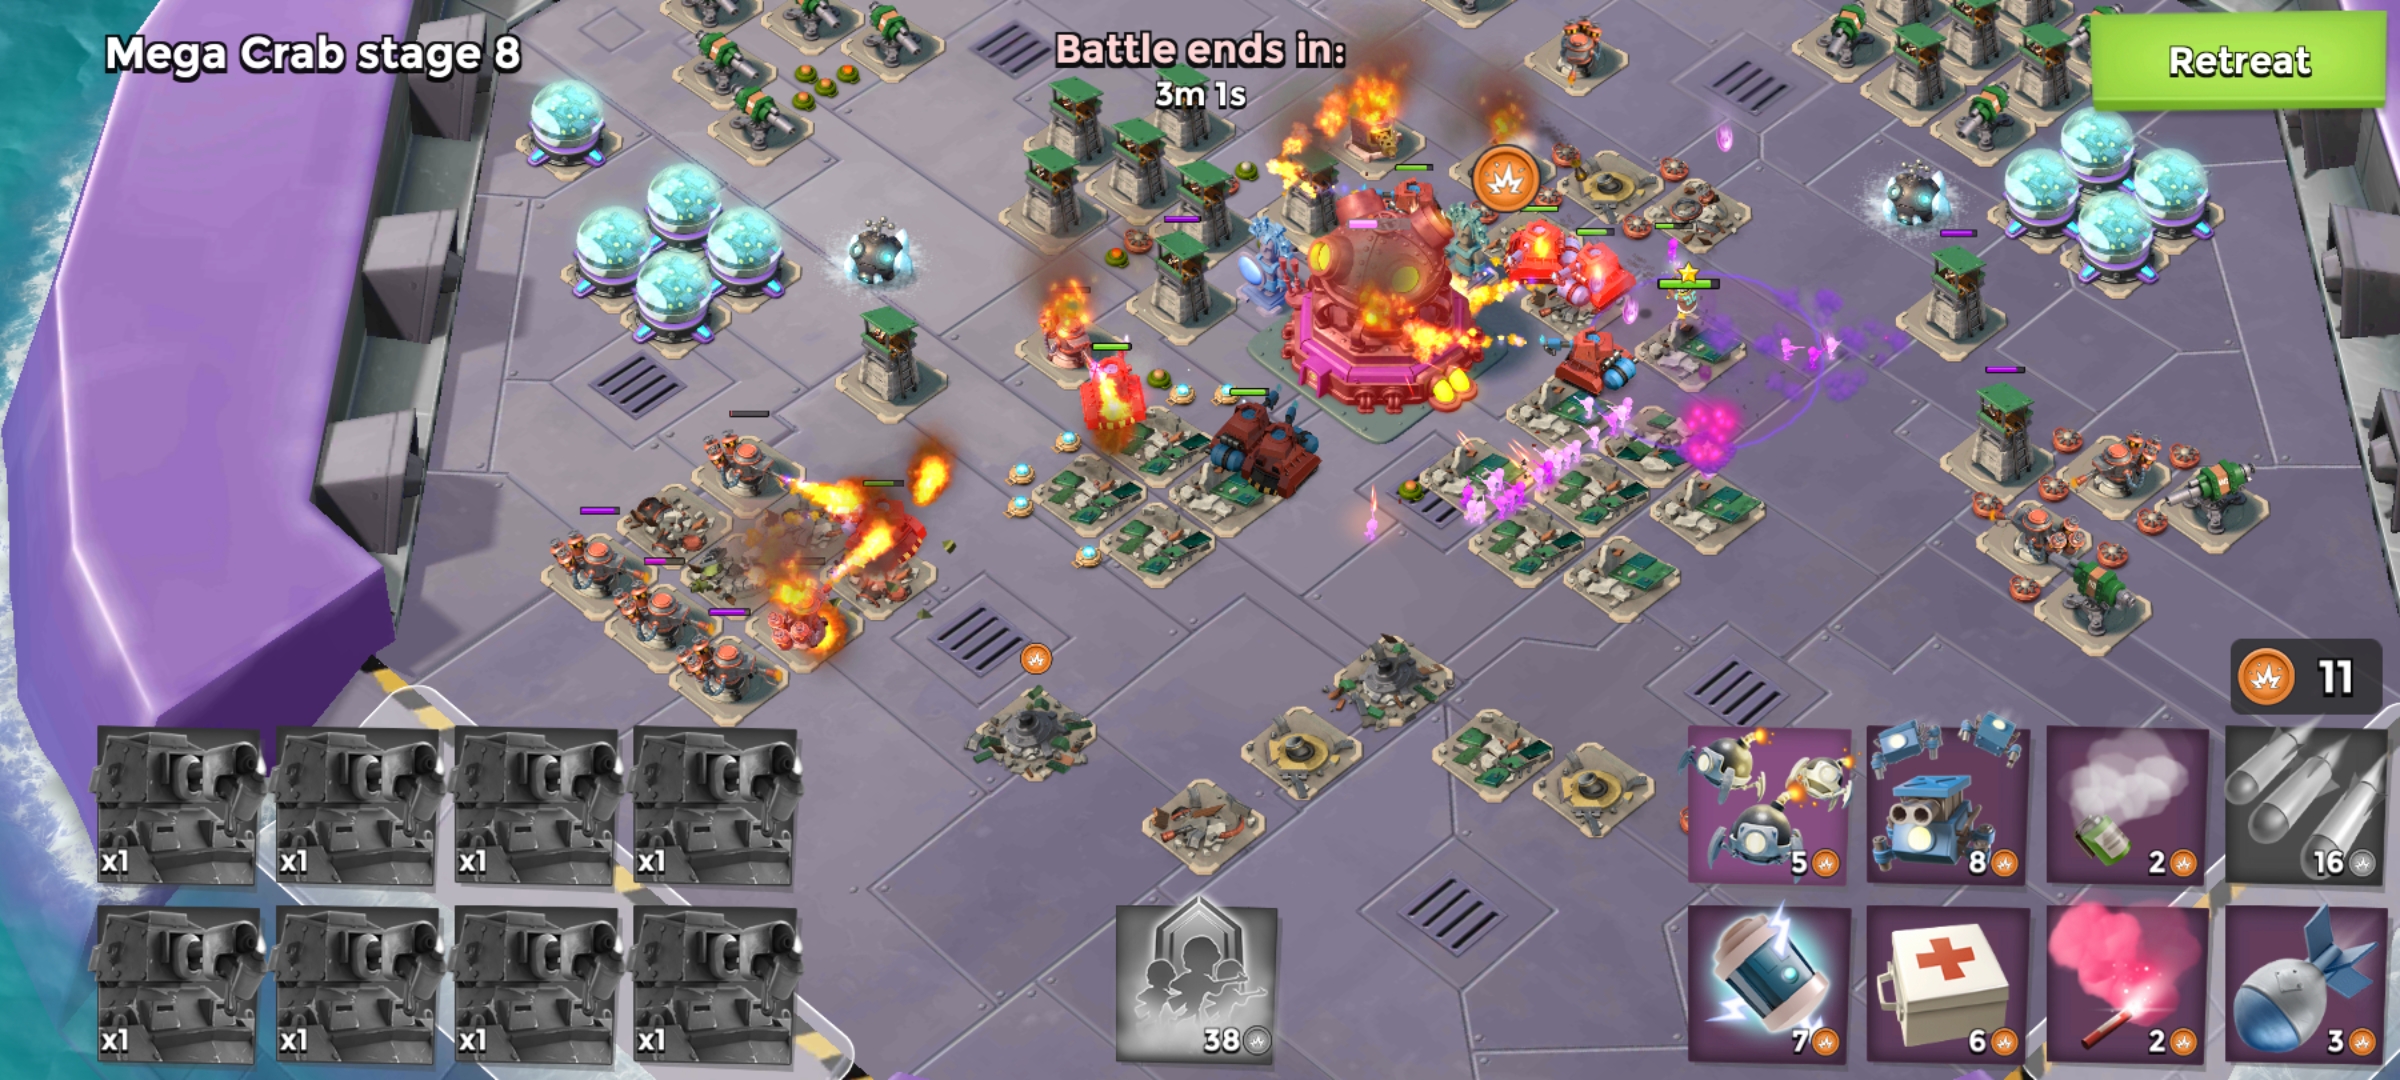 Mega Crab stage 8
Battle ends in:
3m 1s
Retreat
11
x1
x1
x1
x1
5
8
2
16
x1
x1
x1
x1
38
7
6
2
3